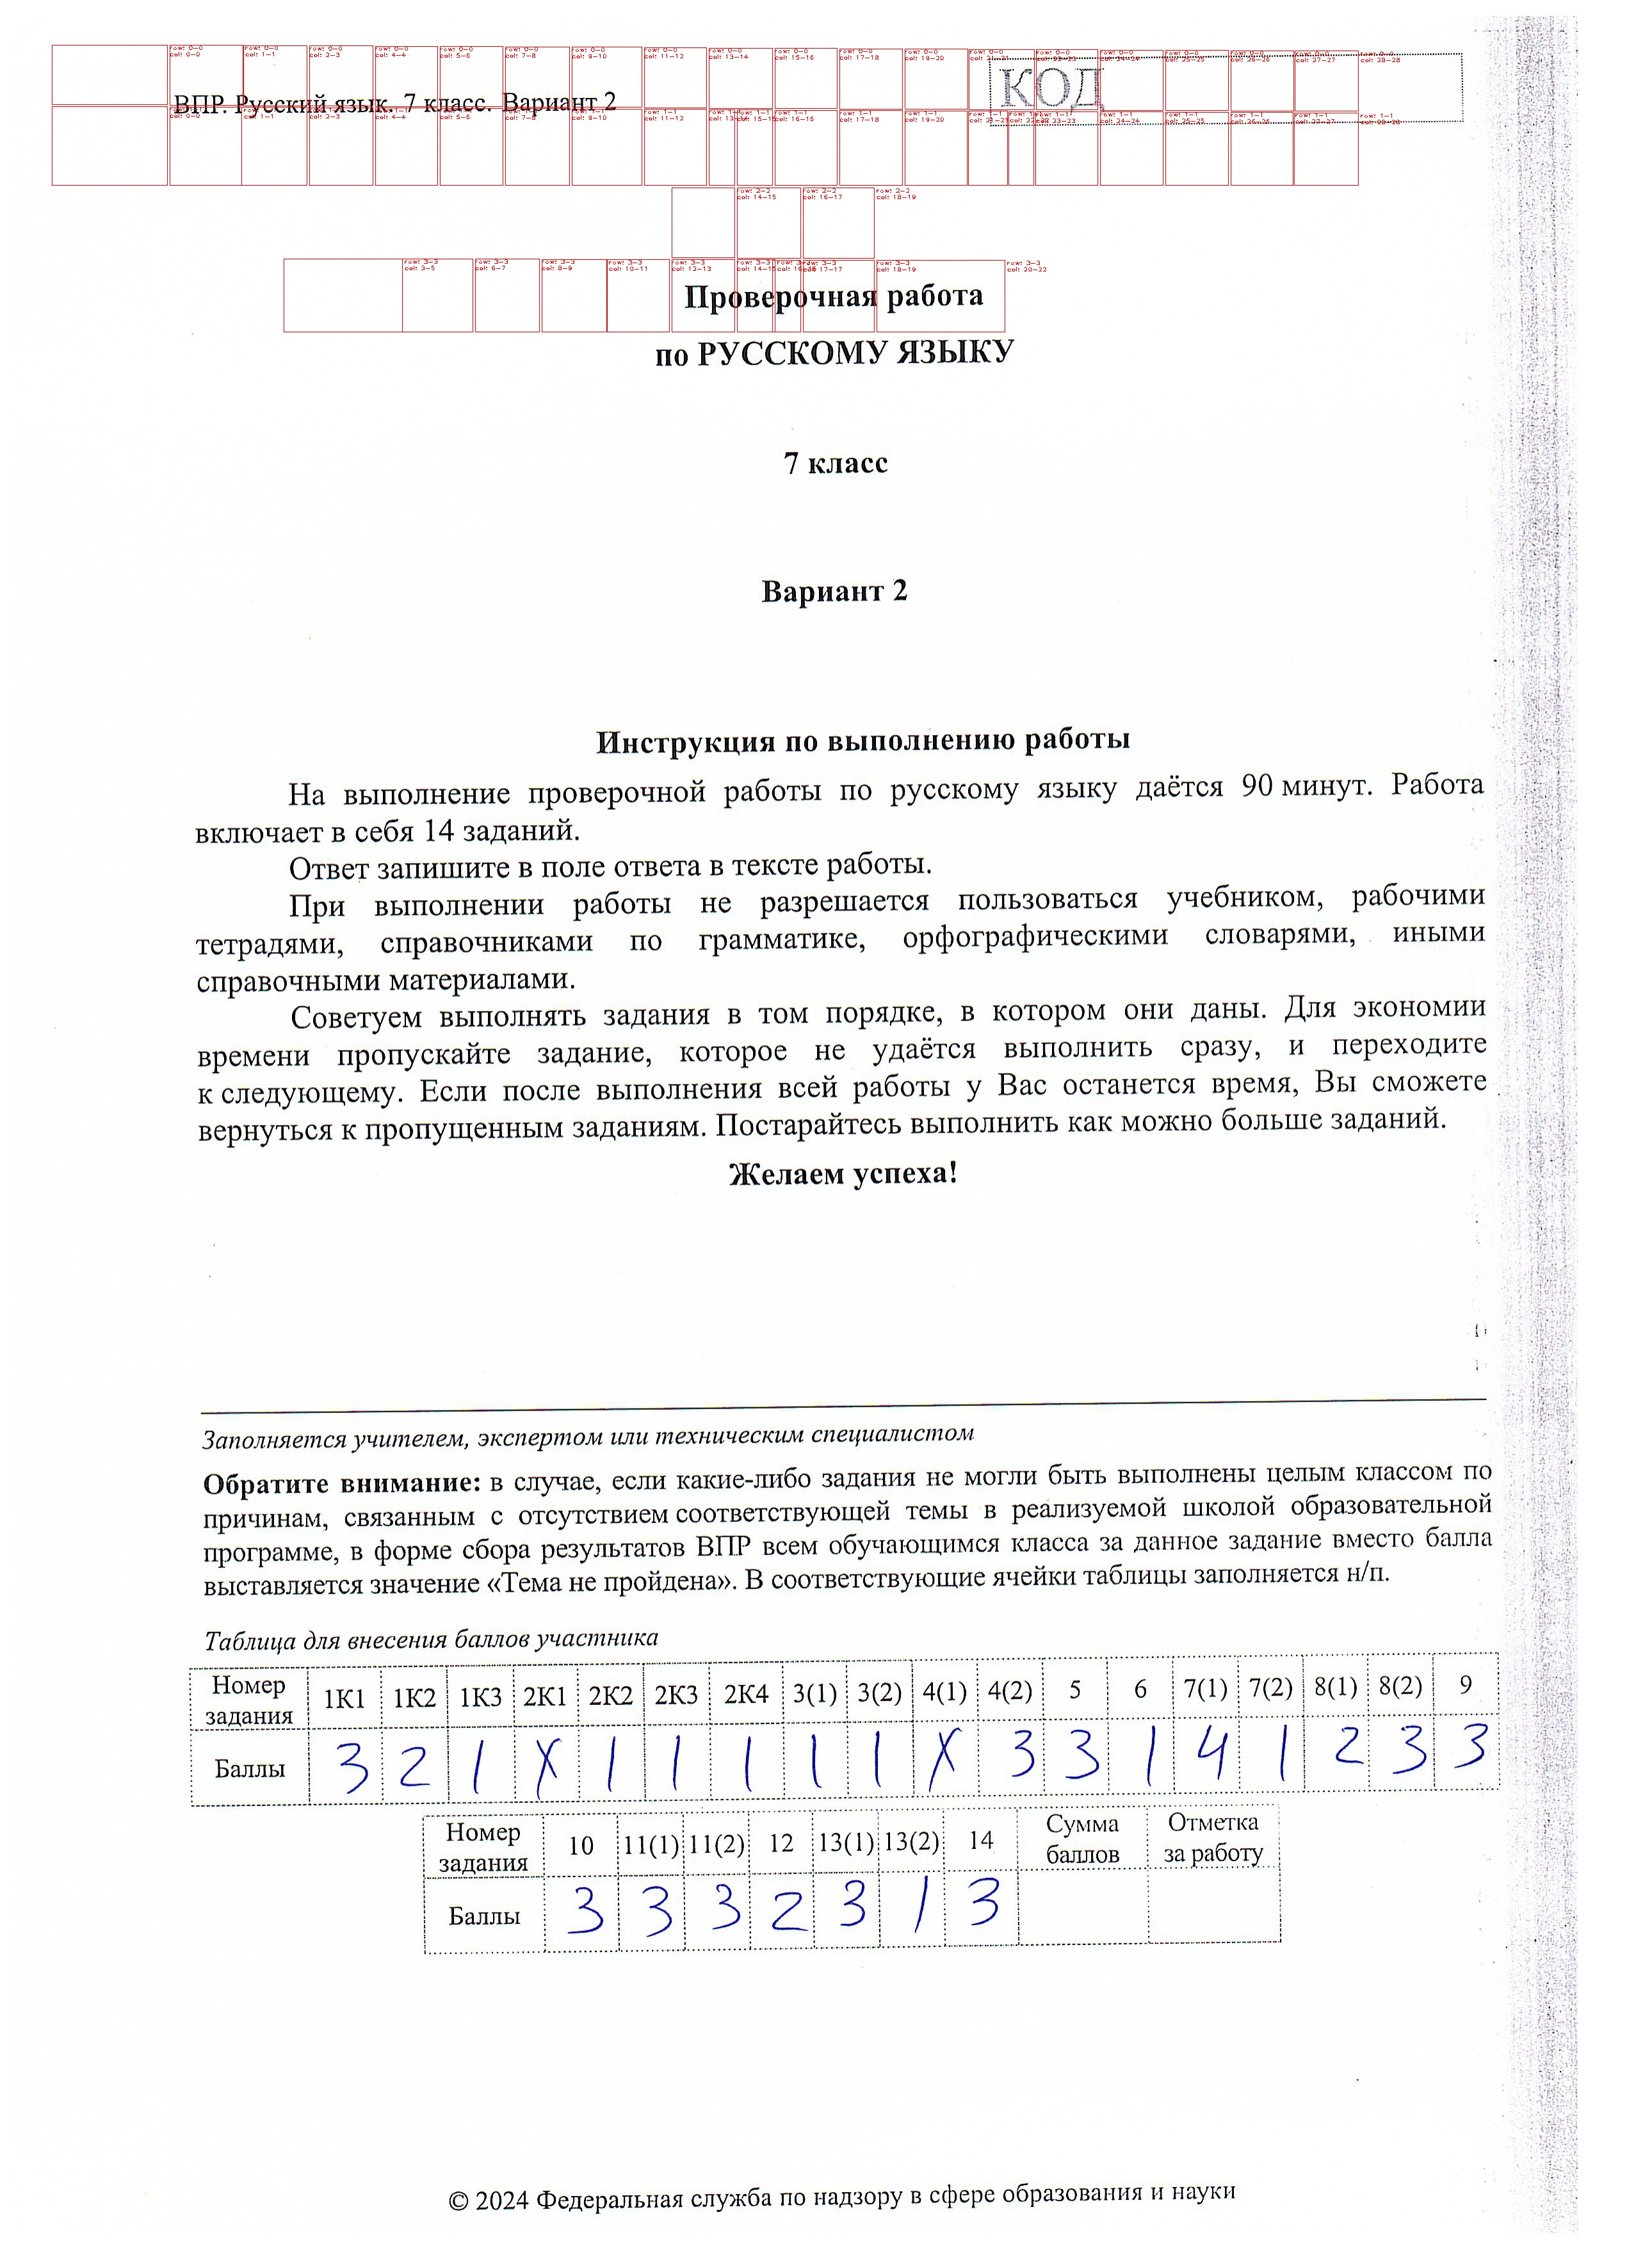 ВПР. Русский язык. 7 класс. Вариант 2
КОД
Проверочная работа
по РУССКОМУ ЯЗЫКУ
7 класс
Вариант 2
Инструкция по выполнению работы
На выполнение проверочной работы по русскому языку даётся 90 минут. Работа
включает в себя 14 заданий.
Ответ запишите в поле ответа в тексте работы.
При выполнении работы не разрешается пользоваться учебником, рабочими
тетрадями, справочниками по грамматике, орфографическими словарями, иными
справочными материалами.
Советуем выполнять задания в том порядке, в котором они даны. Для экономии
времени пропускайте задание, которое не удаётся выполнить сразу, и переходите
к следующему. Если после выполнения всей работы у Вас останется время, Вы сможете
вернуться к пропущенным заданиям. Постарайтесь выполнить как можно больше заданий.
Желаем успеха!
Заполняется учителем, экспертом или техническим специалистом
Обратите внимание: в случае, если какие-либо задания не могли быть выполнены целым классом по
причинам, связанным с отсутствием соответствующей темы в реализуемой школой образовательной
программе, в форме сбора результатов ВПР всем обучающимся класса за данное задание вместо балла
выставляется значение «Тема не пройдена». В соответствующие ячейки таблицы заполняется н/п.
Таблица для внесения баллов участника
Номер задания 1К1 1К2 1К3 2К1 2К2 2К3 2К4 3(1) 3(2) 4(1) 4(2) 5 6 7(1) 7(2) 8(1) 8(2) 9
Баллы 3 2 1 X 1 1 1 1 1 X 3 3 1 4 1 2 3 3
Номер задания 10 11(1) 11(2) 12 13(1) 13(2) 14 Сумма баллов Отметка за работу
Баллы 3 3 3 2 3 1 3
© 2024 Федеральная служба по надзору в сфере образования и науки